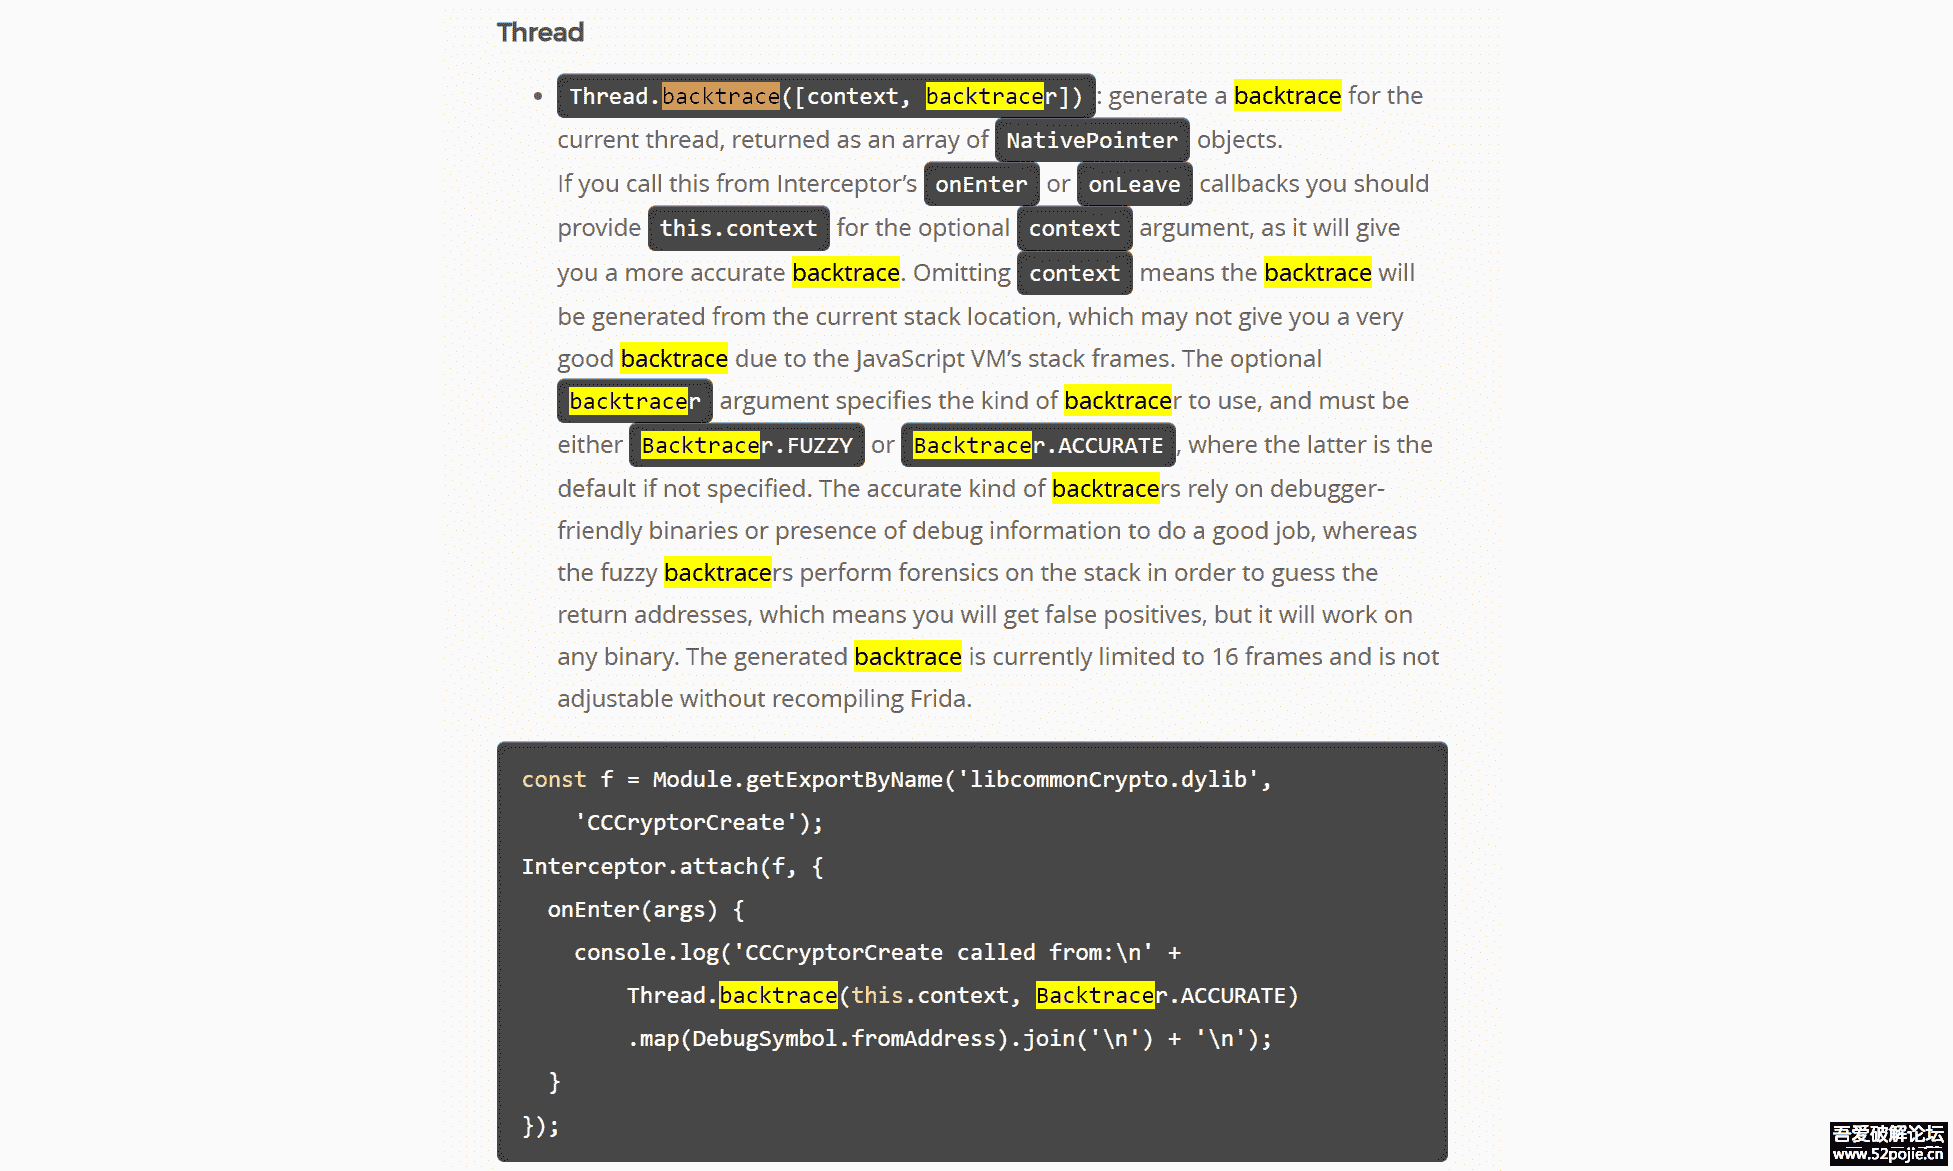 Thread
• Thread.backtrace([context, backtracer]): generate a backtrace for the
current thread, returned as an array of NativePointer objects.
If you call this from Interceptor’s onEnter or onLeave callbacks you should
provide this.context for the optional context argument, as it will give
you a more accurate backtrace. Omitting context means the backtrace will
be generated from the current stack location, which may not give you a very
good backtrace due to the JavaScript VM’s stack frames. The optional
backtracer argument specifies the kind of backtracer to use, and must be
either Backtracer.FUZZY or Backtracer.ACCURATE, where the latter is the
default if not specified. The accurate kind of backtracers rely on debugger-
friendly binaries or presence of debug information to do a good job, whereas
the fuzzy backtracers perform forensics on the stack in order to guess the
return addresses, which means you will get false positives, but it will work on
any binary. The generated backtrace is currently limited to 16 frames and is not
adjustable without recompiling Frida.
const f = Module.getExportByName('libcommonCrypto.dylib',
    'CCCryptorCreate');
Interceptor.attach(f, {
  onEnter(args) {
    console.log('CCCryptorCreate called from:\n' +
        Thread.backtrace(this.context, Backtracer.ACCURATE)
        .map(DebugSymbol.fromAddress).join('\n') + '\n');
  }
});
吾爱破解论坛
www.52pojie.cn